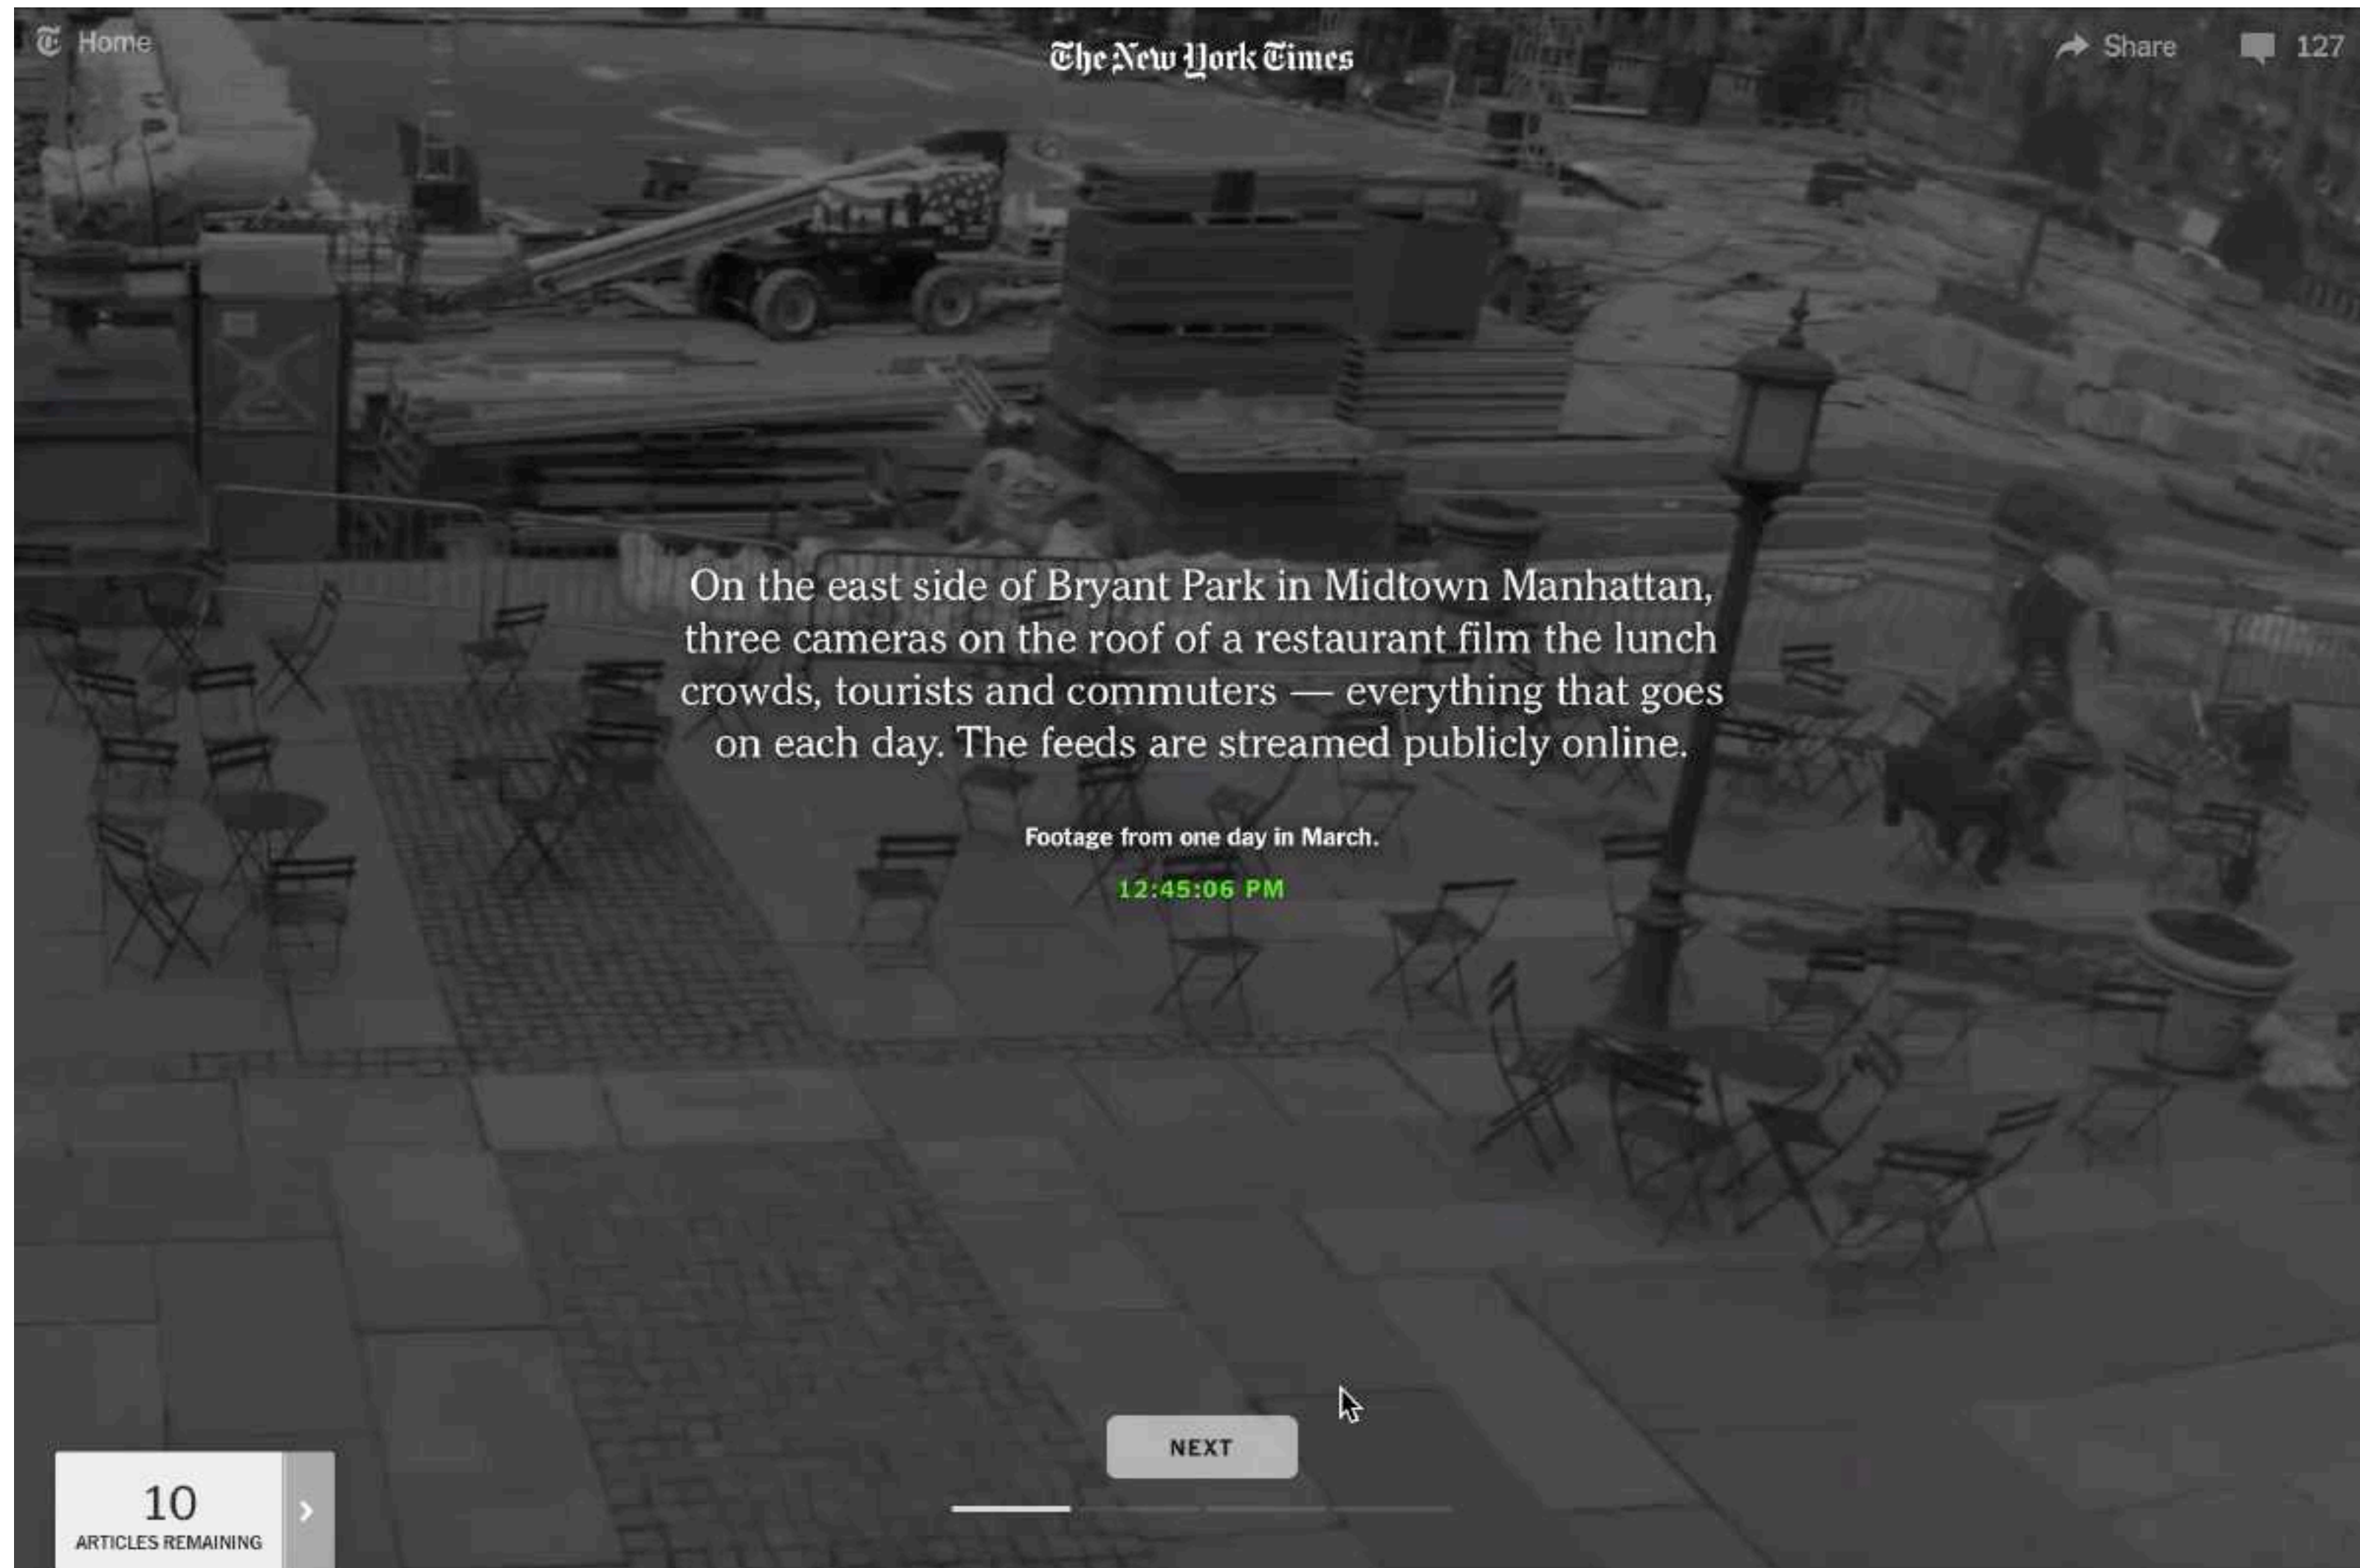 Home
The New York Times
Share
127
On the east side of Bryant Park in Midtown Manhattan,
three cameras on the roof of a restaurant film the lunch
crowds, tourists and commuters — everything that goes
on each day. The feeds are streamed publicly online.
Footage from one day in March.
12:45:06 PM
NEXT
10
ARTICLES REMAINING